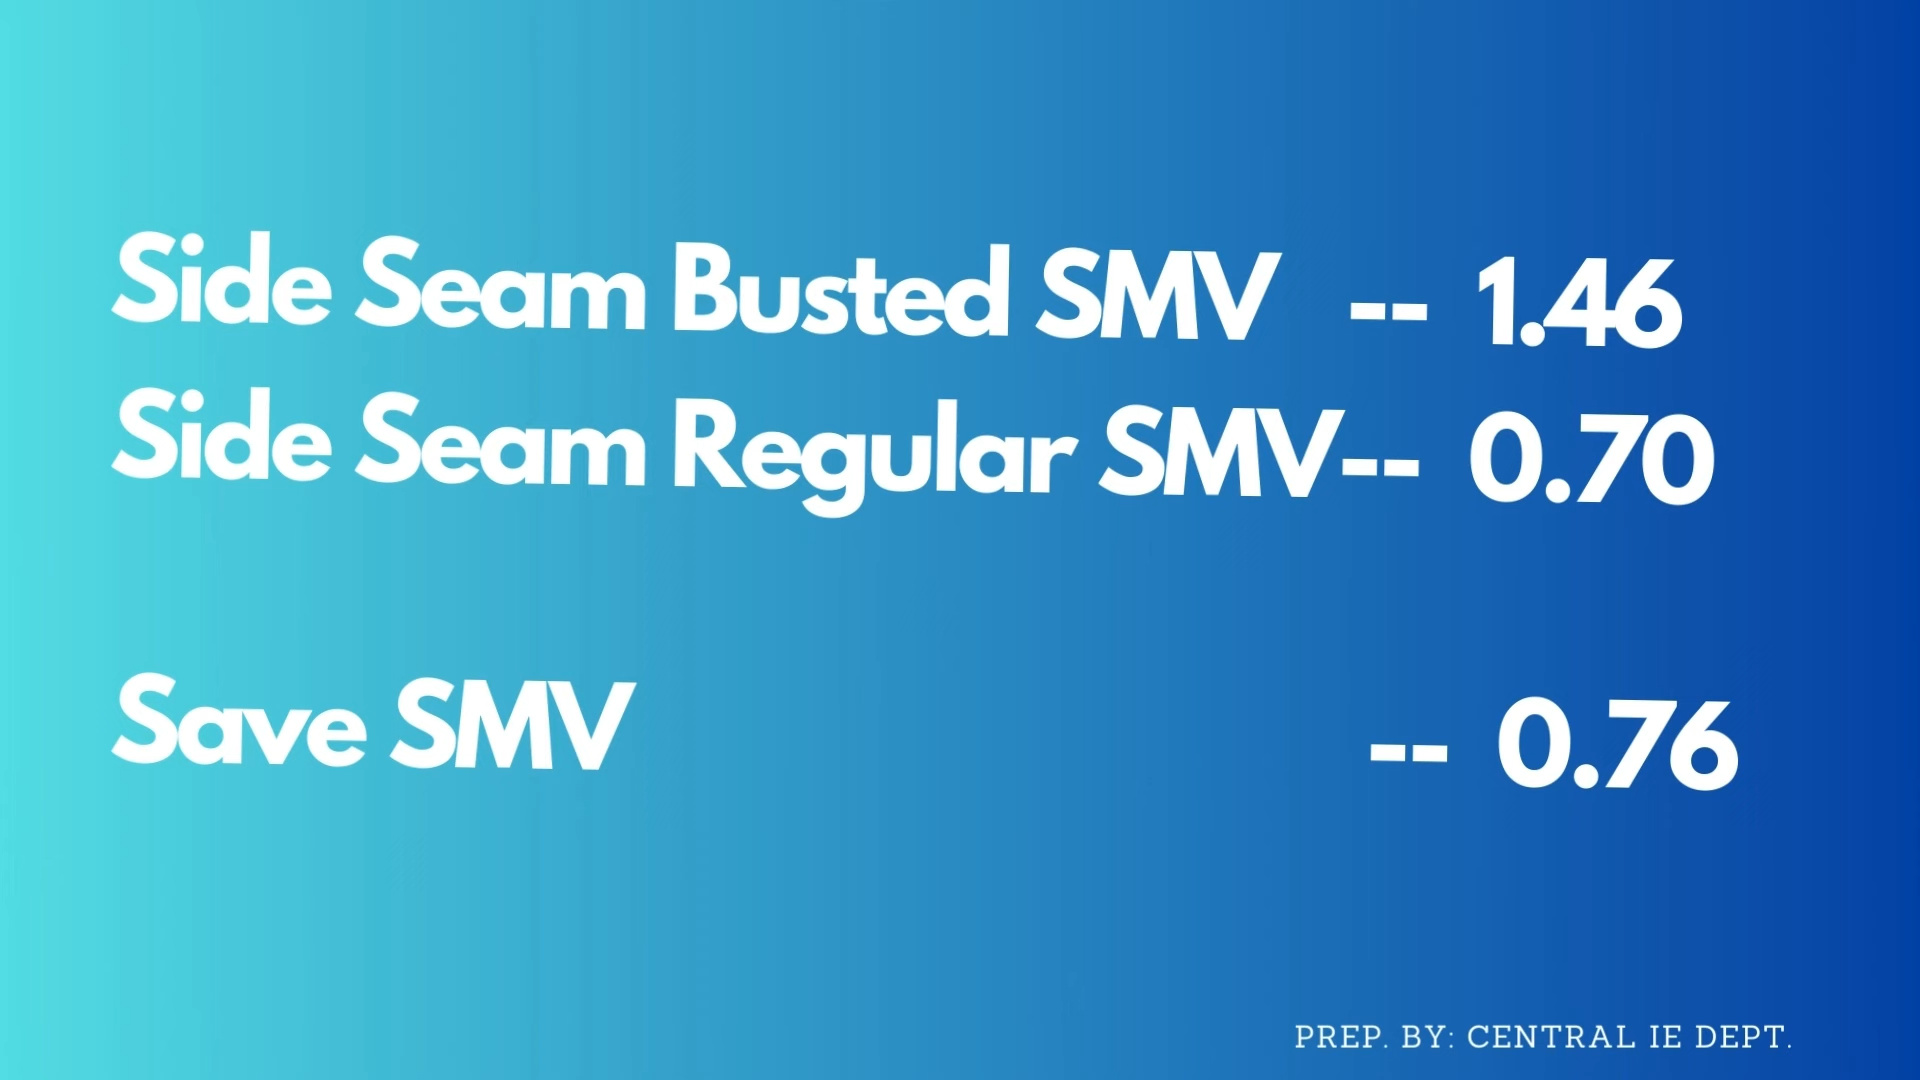 Side Seam Busted SMV -- 1.46
Side Seam Regular SMV-- 0.70
Save SMV -- 0.76
PREP. BY: CENTRAL IE DEPT.